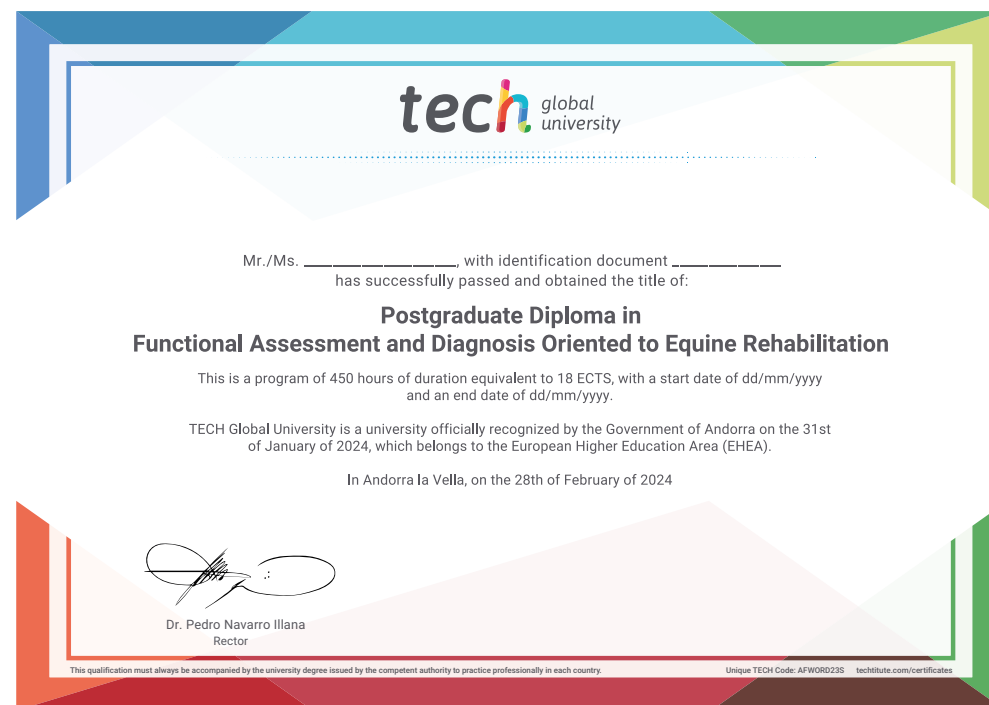 tech global university
Mr./Ms. ____________________, with identification document ______________
has successfully passed and obtained the title of:
Postgraduate Diploma in
Functional Assessment and Diagnosis Oriented to Equine Rehabilitation
This is a program of 450 hours of duration equivalent to 18 ECTS, with a start date of dd/mm/yyyy
and an end date of dd/mm/yyyy.
TECH Global University is a university officially recognized by the Government of Andorra on the 31st
of January of 2024, which belongs to the European Higher Education Area (EHEA).
In Andorra la Vella, on the 28th of February of 2024
Dr. Pedro Navarro Illana
Rector
This qualification must always be accompanied by the university degree issued by the competent authority to practice professionally in each country. Unique TECH Code: AFWORD23S techtitute.com/certificates